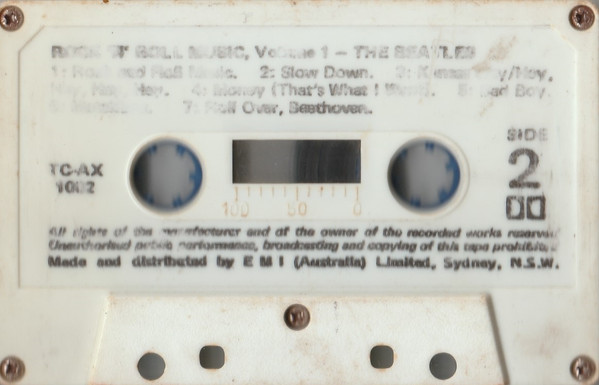 ROCK 'N' ROLL MUSIC, Volume 1 — THE BEATLES
1: Rock and Roll Music. 2: Slow Down. 3: Kansas City/Hey,
Hey, Hey, Hey. 4: Money (That's What I Want). 5: Bad Boy.
7: Roll Over, Beethoven.
SIDE
2
TC-AX
1002
100 50 0
All rights of the manufacturer and of the owner of the recorded works reserved
Unauthorised public performance, broadcasting and copying of this tape prohibited.
Made and distributed by E M I (Australia) Limited, Sydney, N.S.W.